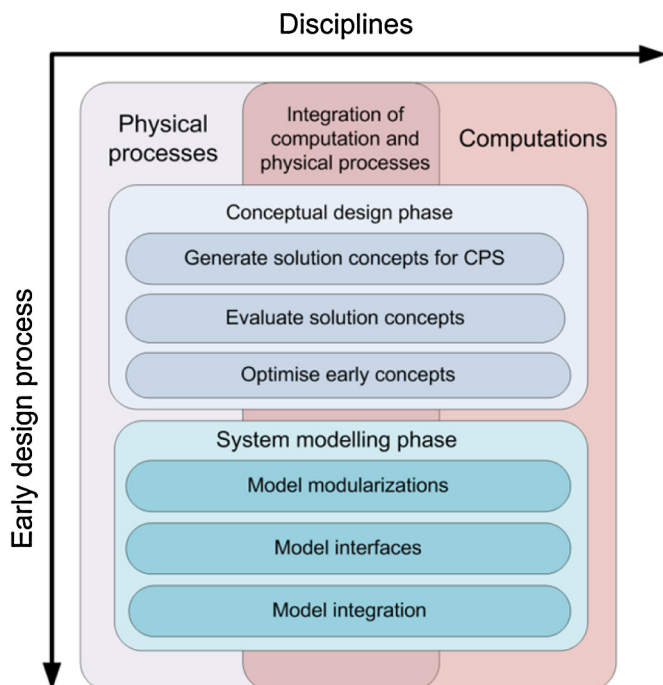 Disciplines
Physical
processes
Integration of
computation and
physical processes
Computations
Early design process
Conceptual design phase
Generate solution concepts for CPS
Evaluate solution concepts
Optimise early concepts
System modelling phase
Model modularizations
Model interfaces
Model integration